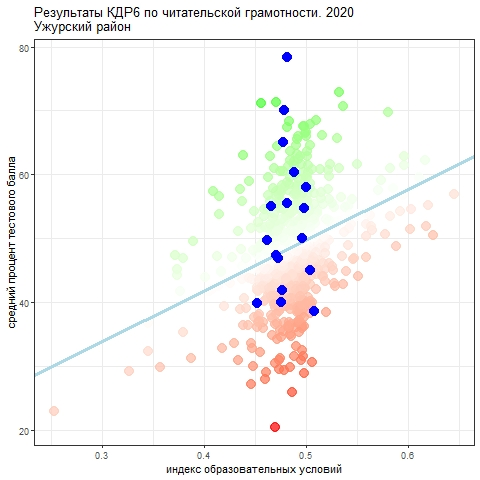 Результаты КДР6 по читательской грамотности. 2020
Ужурский район
средний процент тестового балла
80
60
40
20
0.3 0.4 0.5 0.6
индекс образовательных условий